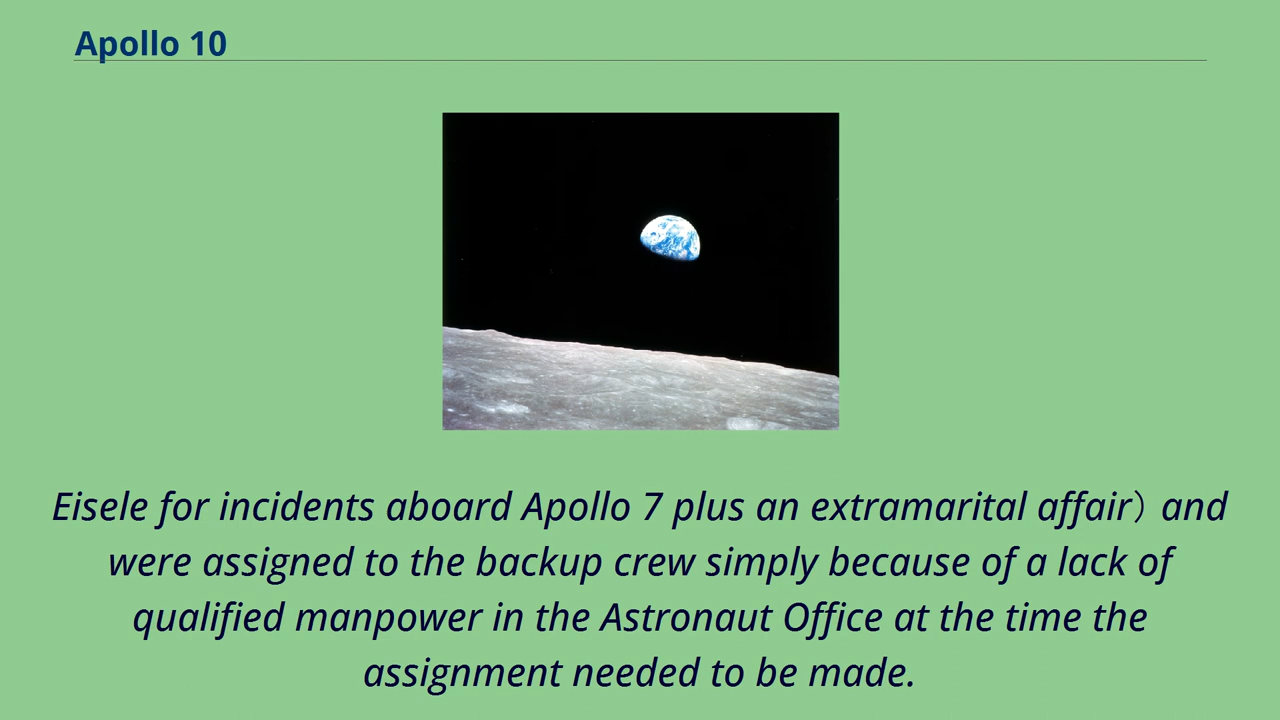 Apollo 10
Eisele for incidents aboard Apollo 7 plus an extramarital affair） and
were assigned to the backup crew simply because of a lack of
qualified manpower in the Astronaut Office at the time the
assignment needed to be made.